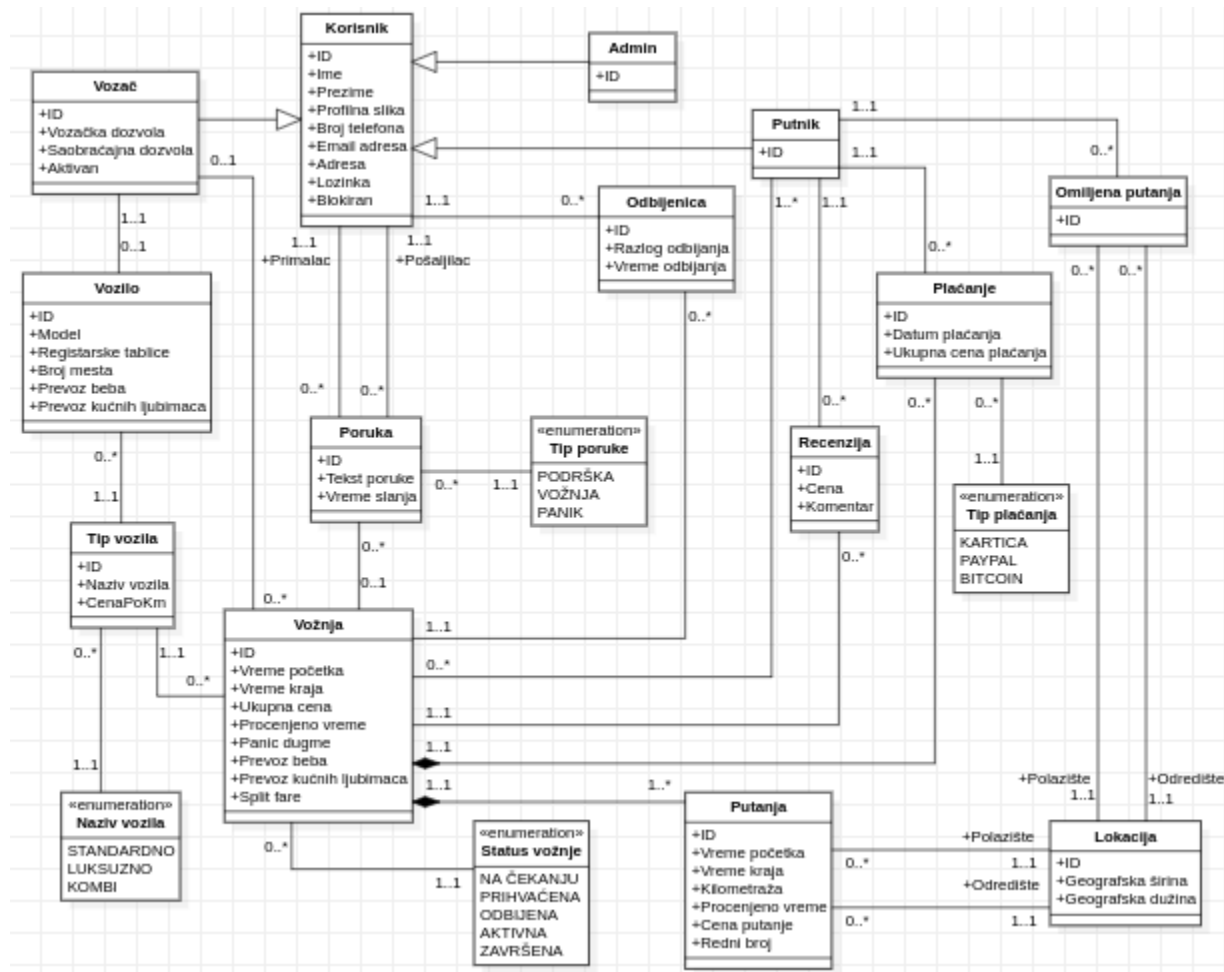 Korisnik
+ID
+Ime
+Prezime
+Profilna slika
+Broj telefona
+Email adresa
+Adresa
+Lozinka
+Blokiran
Admin
+ID
Vozač
+ID
+Vozačka dozvola
+Saobraćajna dozvola
+Aktivan
Putnik
+ID
Omiljena putanja
+ID
Odbijenica
+ID
+Razlog odbijanja
+Vreme odbijanja
Vozilo
+ID
+Model
+Registarske tablice
+Broj mesta
+Prevoz beba
+Prevoz kućnih ljubimaca
Plaćanje
+ID
+Datum plaćanja
+Ukupna cena plaćanja
Poruka
+ID
+Tekst poruke
+Vreme slanja
«enumeration»
Tip poruke
PODRŠKA
VOŽNJA
PANIK
Recenzija
+ID
+Cena
+Komentar
«enumeration»
Tip plaćanja
KARTICA
PAYPAL
BITCOIN
Tip vozila
+ID
+Naziv vozila
+CenaPoKm
Vožnja
+ID
+Vreme početka
+Vreme kraja
+Ukupna cena
+Procenjeno vreme
+Panic dugme
+Prevoz beba
+Prevoz kućnih ljubimaca
+Split fare
«enumeration»
Naziv vozila
STANDARDNO
LUKSUZNO
KOMBI
«enumeration»
Status vožnje
NA ČEKANJU
PRIHVAĆENA
ODBIJENA
AKTIVNA
ZAVRŠENA
Putanja
+ID
+Vreme početka
+Vreme kraja
+Kilometraža
+Procenjeno vreme
+Cena putanje
+Redni broj
Lokacija
+ID
+Geografska širina
+Geografska dužina
0..1
0..*
1..1
0..1
0..*
1..1
0..*
1..1
1..1
0..*
1..1
0..*
1..1
+Primalac
0..*
1..1
+Pošaljilac
0..*
0..*
1..1
0..*
0..1
0..*
1..1
1..*
0..*
1..1
0..*
0..*
1..1
1..1
0..*
0..*
1..1
0..*
1..1
1..1
0..*
0..*
+Polazište
1..1
0..*
+Odredište
1..1
1..1
1..*
0..*
1..1
+Polazište
0..*
1..1
+Odredište
0..*
1..1